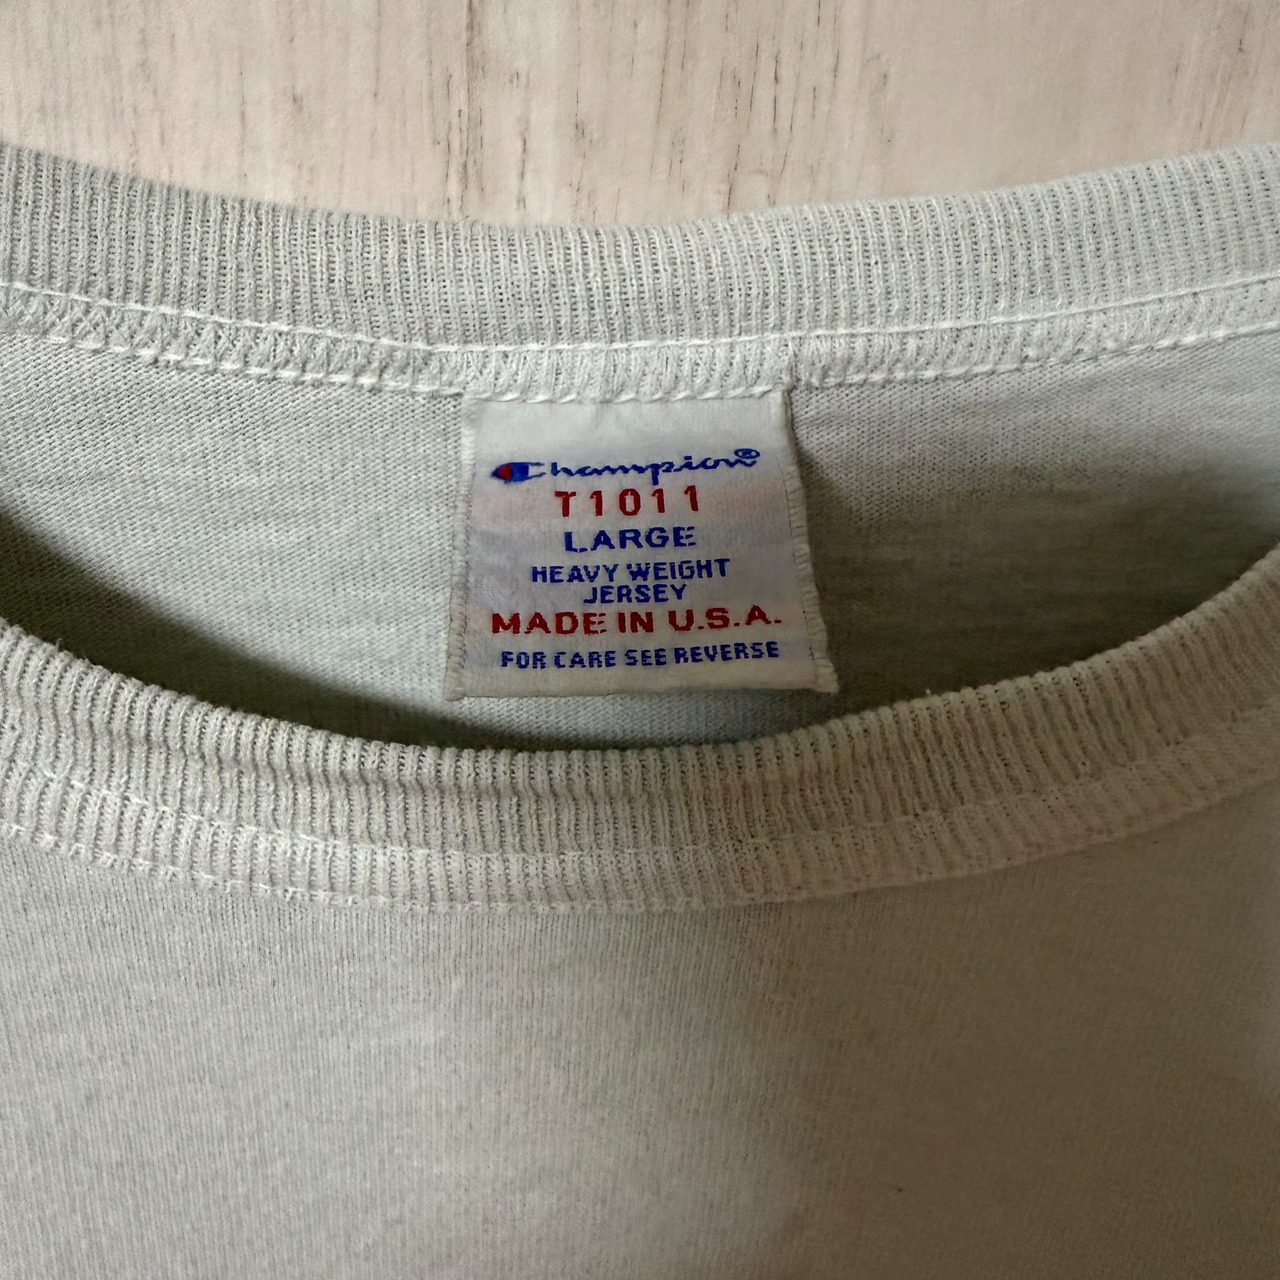 Champion®
T1011
LARGE
HEAVY WEIGHT
JERSEY
MADE IN U.S.A.
FOR CARE SEE REVERSE